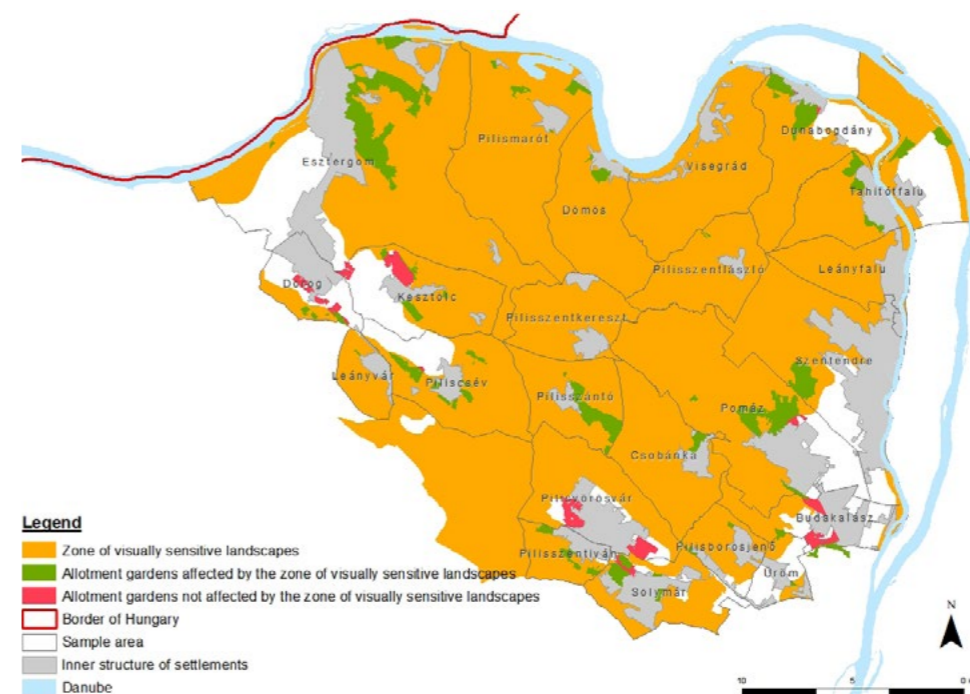 Dunabogdány
Pilismarót
Esztergom
Visegrád
Tahitótfalu
Dömös
Pilisszentlászló
Leányfalu
Dorog
Kesztölc
Pilisszentkereszt
Szentendre
Leányvár
Piliscsév
Pilisszántó
Pomáz
Csobánka
Pilisvörösvár
Budakalász
Pilisszentiván
Pilisborosjenő
Üröm
Solymár
Legend
Zone of visually sensitive landscapes
Allotment gardens affected by the zone of visually sensitive landscapes
Allotment gardens not affected by the zone of visually sensitive landscapes
Border of Hungary
Sample area
Inner structure of settlements
Danube
N
10 5 0